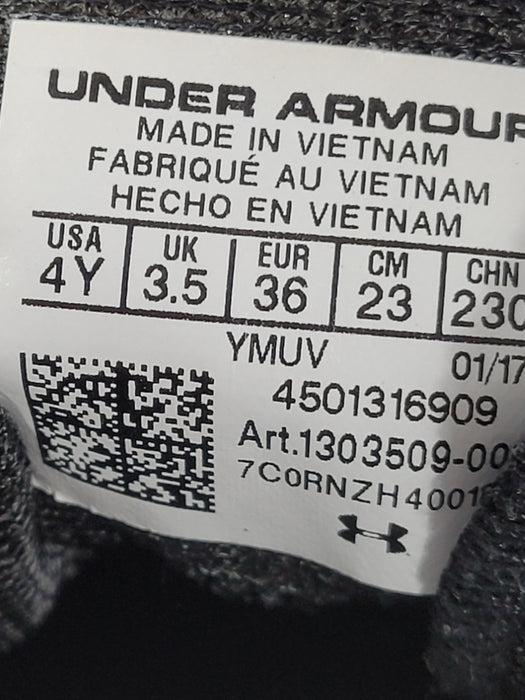 UNDER ARMOUR
MADE IN VIETNAM
FABRIQUÉ AU VIETNAM
HECHO EN VIETNAM
USA UK EUR CM CHN
4Y 3.5 36 23 230
YMUV 01/17
4501316909
Art.1303509-00
7C0RNZH4001